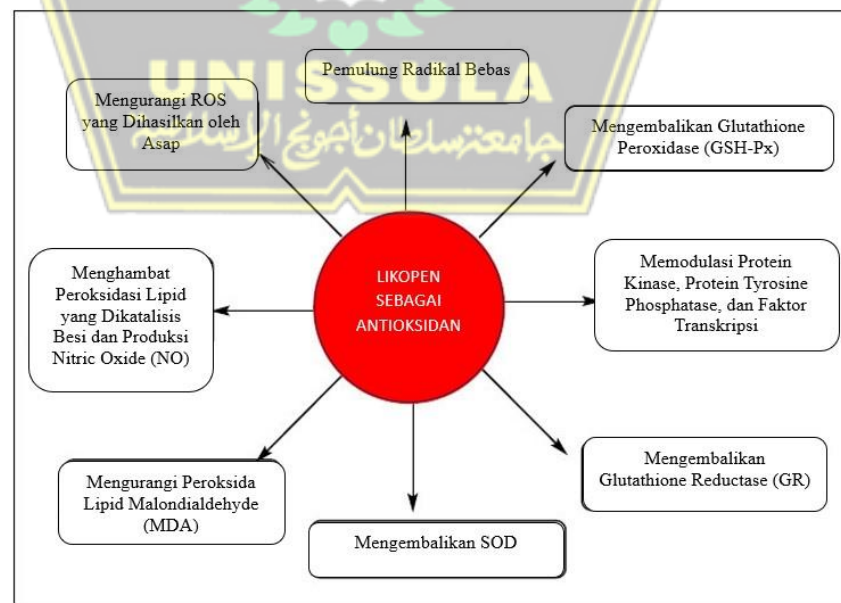 Pemulung Radikal Bebas
UNISSULA
جامعتنسلطان أجونج الإسلامية
Mengurangi ROS
yang Dihasilkan oleh
Asap
Mengembalikan Glutathione
Peroxidase (GSH-Px)
Menghambat
Peroksidasi Lipid
yang Dikatalisis
Besi dan Produksi
Nitric Oxide (NO)
LIKOPEN
SEBAGAI
ANTIOKSIDAN
Memodulasi Protein
Kinase, Protein Tyrosine
Phosphatase, dan Faktor
Transkripsi
Mengurangi Peroksida
Lipid Malondialdehyde
(MDA)
Mengembalikan SOD
Mengembalikan
Glutathione Reductase (GR)